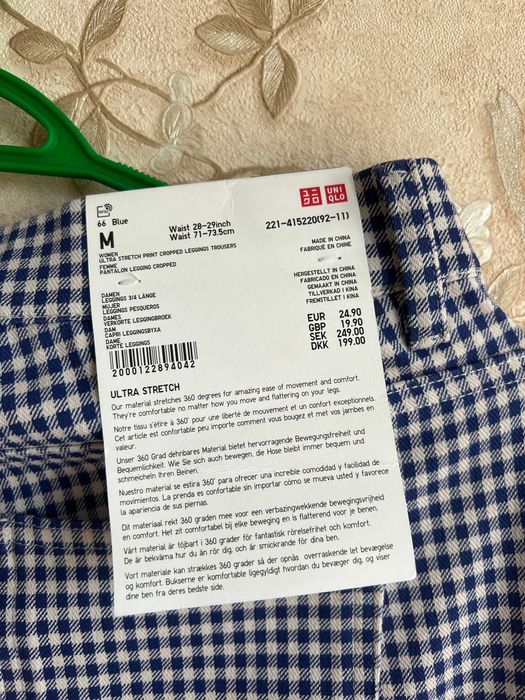 ユニ
クロ
UNI
QLO
66 Blue
M
Waist 28-29inch
Waist 71-73.5cm
221-415220(92-11)
WOMEN
ULTRA STRETCH PRINT CROPPED LEGGINGS TROUSERS
FEMME
PANTALON LEGGING CROPPED
MADE IN CHINA
FABRIQUÉ EN CHINE
DAMEN
LEGGINGS 3/4 LÄNGE
MUJER
LEGGINGS PESQUEROS
DAMES
VERKORTE LEGGINGBROEK
DAM
CAPRI LEGGINGSBYXA
DAME
KORTE LEGGINGS
HERGESTELLT IN CHINA
FABRICADO EN CHINA
GEMAAKT IN CHINA
TILLVERKAD I KINA
FREMSTILLET I KINA
EUR 24.90
GBP 19.90
SEK 249.00
DKK 199.00
2000122894042
ULTRA STRETCH
Our material stretches 360 degrees for amazing ease of movement and comfort.
They're comfortable no matter how you move and flattering on your legs.
Notre tissu s'étire à 360° pour une liberté de mouvement et un confort exceptionnels.
Cet article est confortable peu importe comment vous bougez et met vos jambes en
valeur.
Unser 360 Grad dehnbares Material bietet hervorragende Bewegungsfreiheit und
Bequemlichkeit. Wie Sie sich auch bewegen, die Hose bleibt immer bequem und
schmeicheln Ihren Beinen.
Nuestro material se estira 360° para ofrecer una increíble comodidad y facilidad de
movimientos. La prenda es confortable sin importar cómo se mueva usted y favorece
la apariencia de sus piernas.
Dit materiaal rekt 360 graden mee voor een verbazingwekkende bewegingsvrijheid
en comfort. Het zit comfortabel bij elke beweging en is flatterend voor je benen.
Vårt material är töjbart i 360 grader för fantastisk rörelsefrihet och komfort.
De är bekväma hur du än rör dig, och är smickrande för dina ben.
Vort materiale kan strækkes 360 grader så der opnås overraskende let bevægelse
og komfort. Bukserne er komfortable ligegyldigt hvordan du bevæger dig, og viser
dine ben fra deres bedste side.